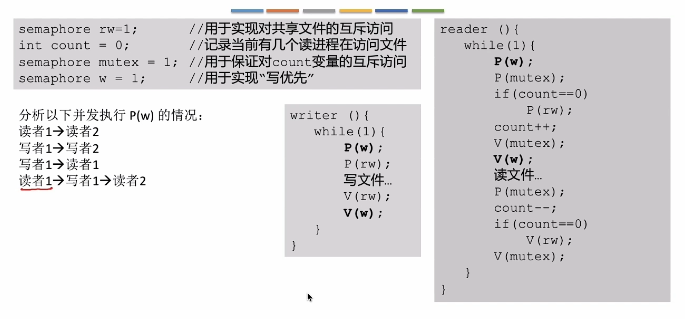 semaphore rw=1; //用于实现对共享文件的互斥访问
int count = 0; //记录当前有几个读进程在访问文件
semaphore mutex = 1; //用于保证对count变量的互斥访问
semaphore w = 1; //用于实现“写优先”
分析以下并发执行 P(w) 的情况：
读者1→读者2
写者1→写者2
写者1→读者1
读者1→写者1→读者2
writer (){
while(1){
P(w);
P(rw);
写文件…
V(rw);
V(w);
}
}
reader (){
while(1){
P(w);
P(mutex);
if(count==0)
P(rw);
count++;
V(mutex);
V(w);
读文件…
P(mutex);
count--;
if(count==0)
V(rw);
V(mutex);
}
}